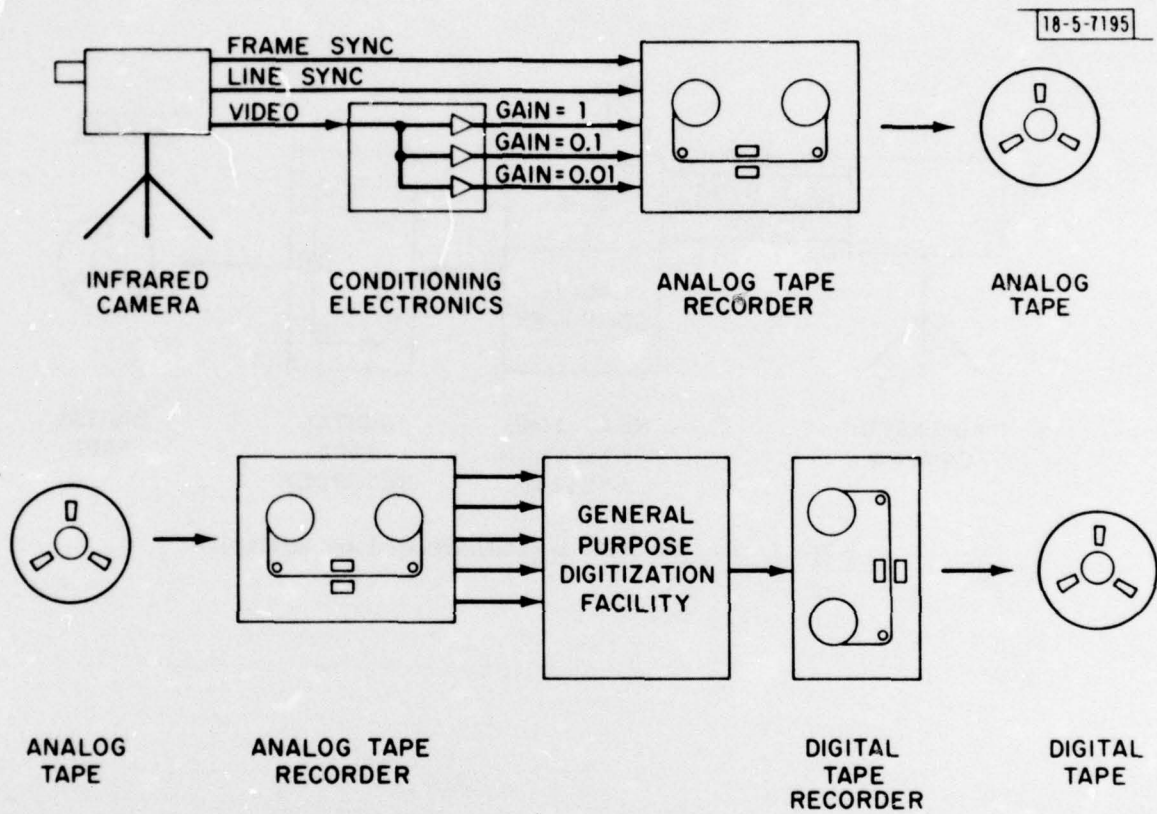 18-5-7195
FRAME SYNC
LINE SYNC
VIDEO
GAIN = 1
GAIN = 0.1
GAIN = 0.01
INFRARED
CAMERA
CONDITIONING
ELECTRONICS
ANALOG TAPE
RECORDER
ANALOG
TAPE
GENERAL
PURPOSE
DIGITIZATION
FACILITY
ANALOG
TAPE
ANALOG TAPE
RECORDER
DIGITAL
TAPE
RECORDER
DIGITAL
TAPE